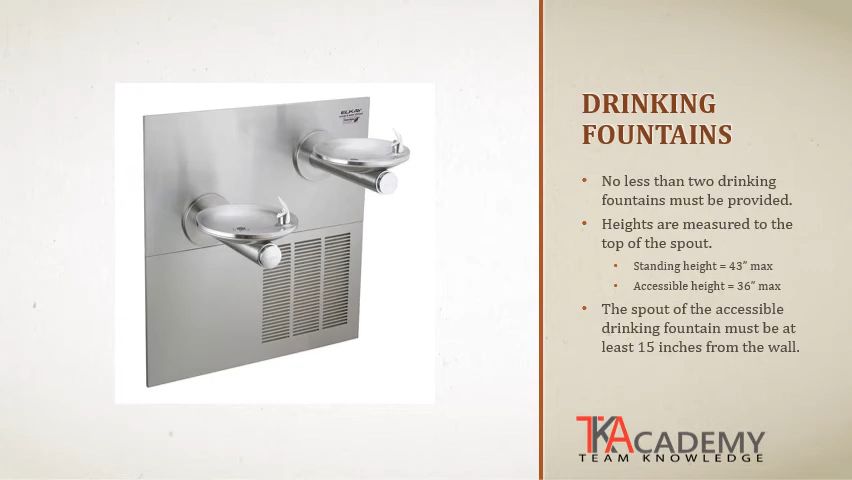 ELKAY
DRINKING
FOUNTAINS
• No less than two drinking
fountains must be provided.
• Heights are measured to the
top of the spout.
• Standing height = 43” max
• Accessible height = 36” max
• The spout of the accessible
drinking fountain must be at
least 15 inches from the wall.
TKACADEMY
TEAM KNOWLEDGE